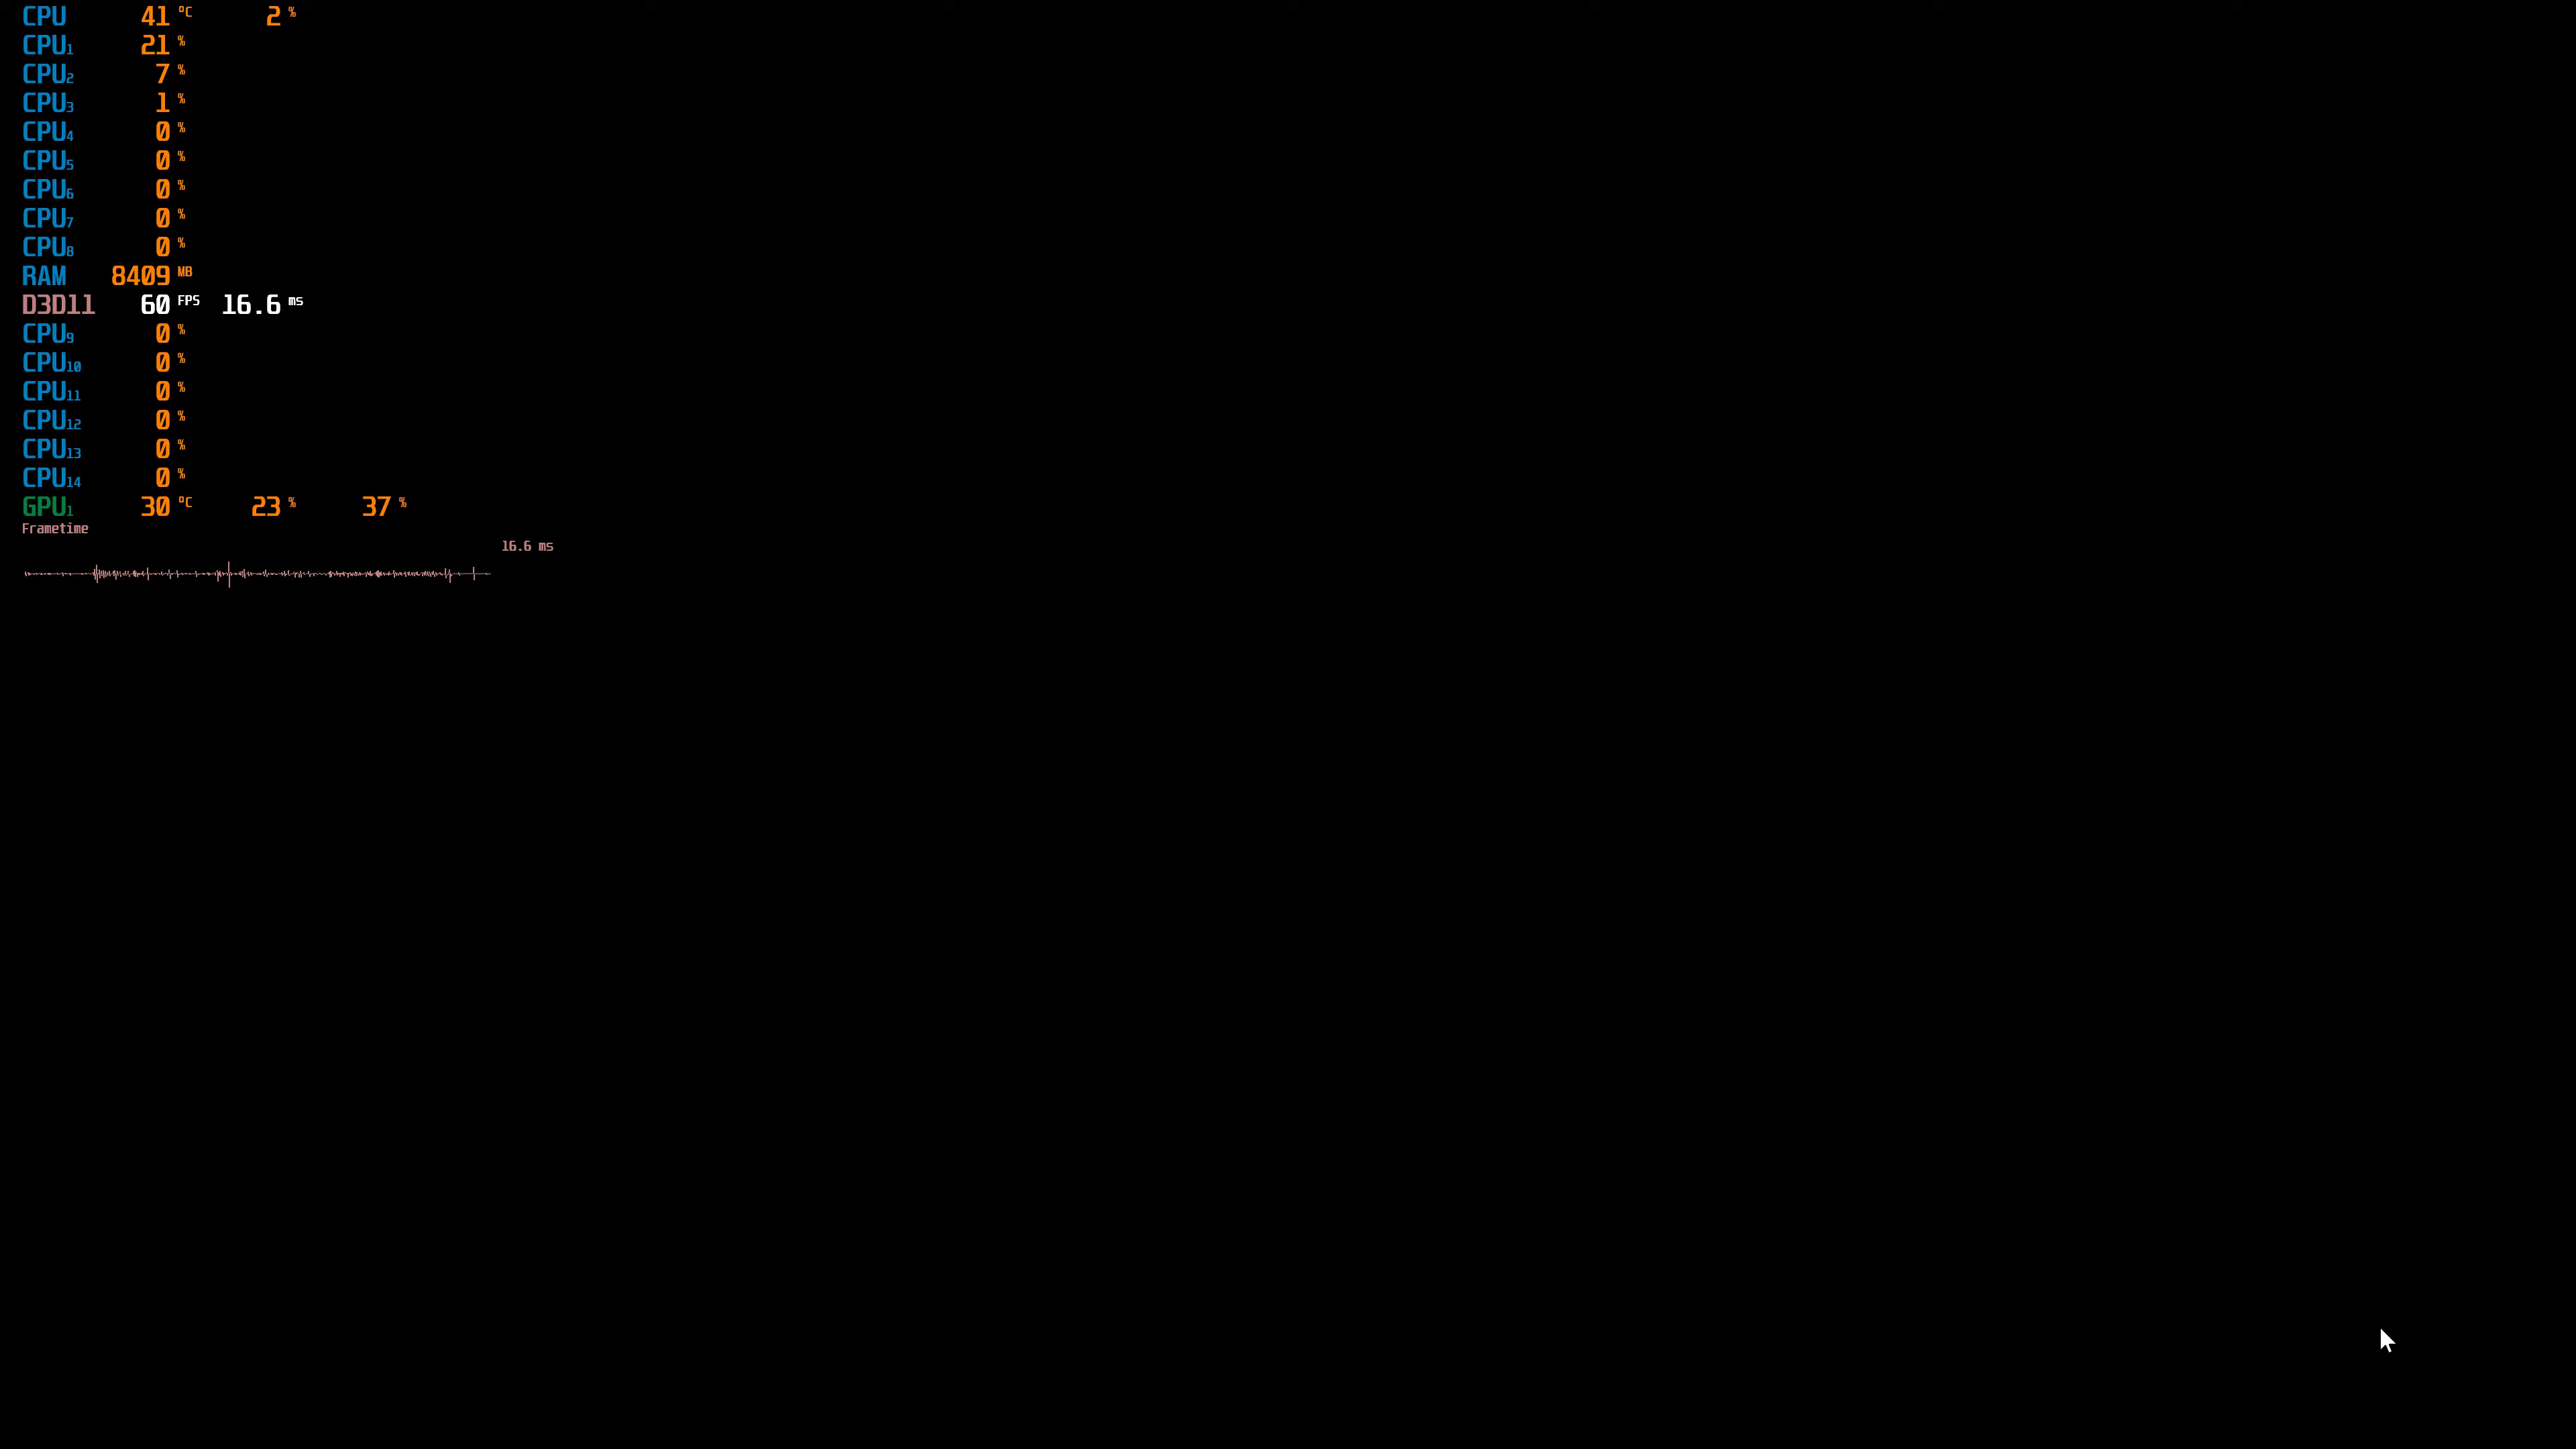 CPU 41 °C 2 %
CPU1 21 %
CPU2 7 %
CPU3 1 %
CPU4 0 %
CPU5 0 %
CPU6 0 %
CPU7 0 %
CPU8 0 %
RAM 8409 MB
D3D11 60 FPS 16.6 ms
CPU9 0 %
CPU10 0 %
CPU11 0 %
CPU12 0 %
CPU13 0 %
CPU14 0 %
GPU1 30 °C 23 % 37 %
Frametime
16.6 ms